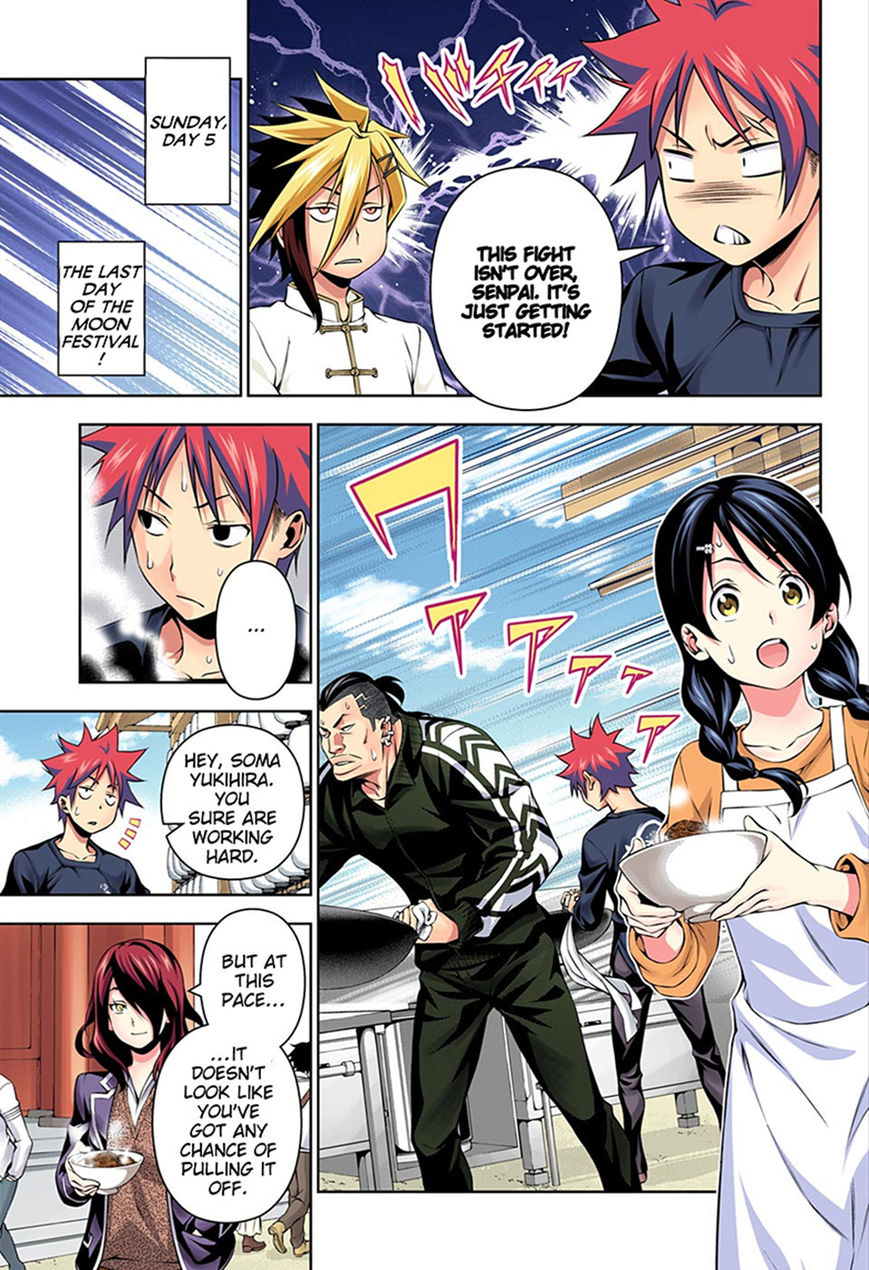 バチィイイ
THIS FIGHT
ISN'T OVER,
SENPAI. IT'S
JUST GETTING
STARTED!
SUNDAY,
DAY 5
THE LAST
DAY
OF THE
MOON
FESTIVAL
!
ワァァァァァ
...
HEY, SOMA
YUKIHIRA.
YOU
SURE ARE
WORKING
HARD.
BUT AT
THIS
PACE...
...IT
DOESN'T
LOOK LIKE
YOU'VE
GOT ANY
CHANCE OF
PULLING IT
OFF.